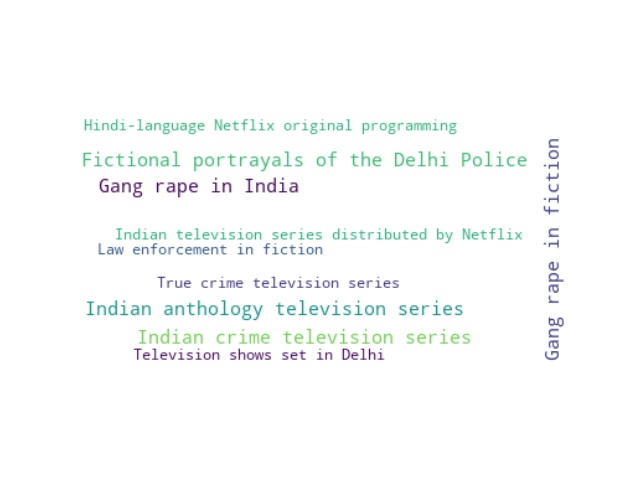 Hindi-language Netflix original programming
Fictional portrayals of the Delhi Police
Gang rape in India
Indian television series distributed by Netflix
Law enforcement in fiction
True crime television series
Indian anthology television series
Indian crime television series
Television shows set in Delhi
Gang rape in fiction